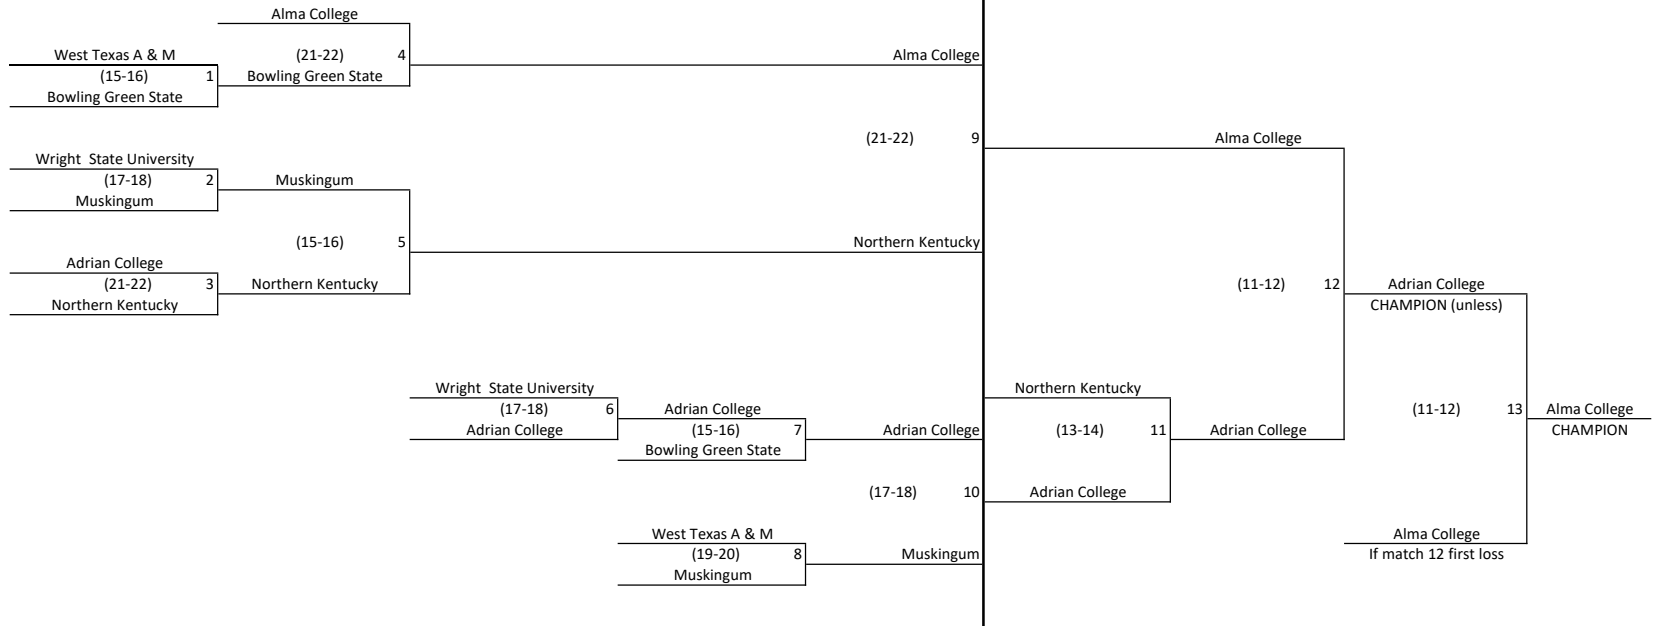 Alma College
West Texas A & M
(21-22) 4
Alma College
(15-16) 1
Bowling Green State
Bowling Green State
(21-22) 9
Alma College
Wright  State University
(17-18) 2
Muskingum
Muskingum
(15-16) 5
Northern Kentucky
Adrian College
(21-22) 3
Northern Kentucky
Northern Kentucky
(11-12) 12
Adrian College
CHAMPION (unless)
Wright  State University
(17-18) 6
Adrian College
Adrian College
(15-16) 7
Bowling Green State
Adrian College
Northern Kentucky
(13-14) 11
Adrian College
(11-12) 13
Alma College
CHAMPION
(17-18) 10
Adrian College
West Texas A & M
(19-20) 8
Muskingum
Muskingum
Alma College
If match 12 first loss